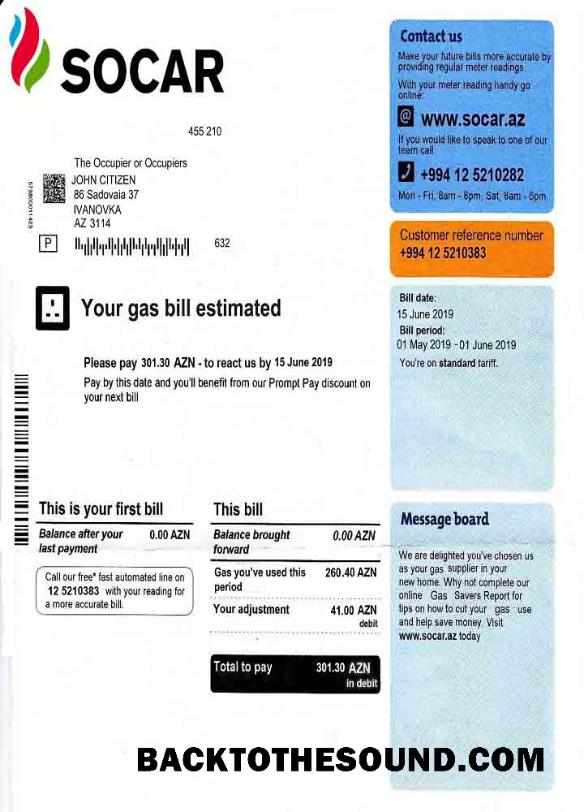 SOCAR
455 210
The Occupier or Occupiers
JOHN CITIZEN
86 Sadovaia 37
IVANOVKA
AZ 3114
P
632
Your gas bill estimated
Please pay 301.30 AZN - to react us by 15 June 2019
Pay by this date and you'll benefit from our Prompt Pay discount on
your next bill
This is your first bill
Balance after your 0.00 AZN
last payment
Call our free* fast automated line on
12 5210383 with your reading for
a more accurate bill.
This bill
Balance brought 0.00 AZN
forward
Gas you've used this 260.40 AZN
period
Your adjustment 41.00 AZN
debit
Total to pay 301.30 AZN
in debit
Contact us
Make your future bills more accurate by
providing regular meter readings.
With your meter reading handy go
online:
@ www.socar.az
If you would like to speak to one of our
team call:
+994 12 5210282
Mon - Fri, 8am - 8pm, Sat, 8am - 6pm
Customer reference number
+994 12 5210383
Bill date:
15 June 2019
Bill period:
01 May 2019 - 01 June 2019
You're on standard tariff.
Message board
We are delighted you've chosen us
as your gas supplier in your
new home. Why not complete our
online Gas Savers Report for
tips on how to cut your gas use
and help save money. Visit
www.socar.az today
BACKTOTHESOUND.COM